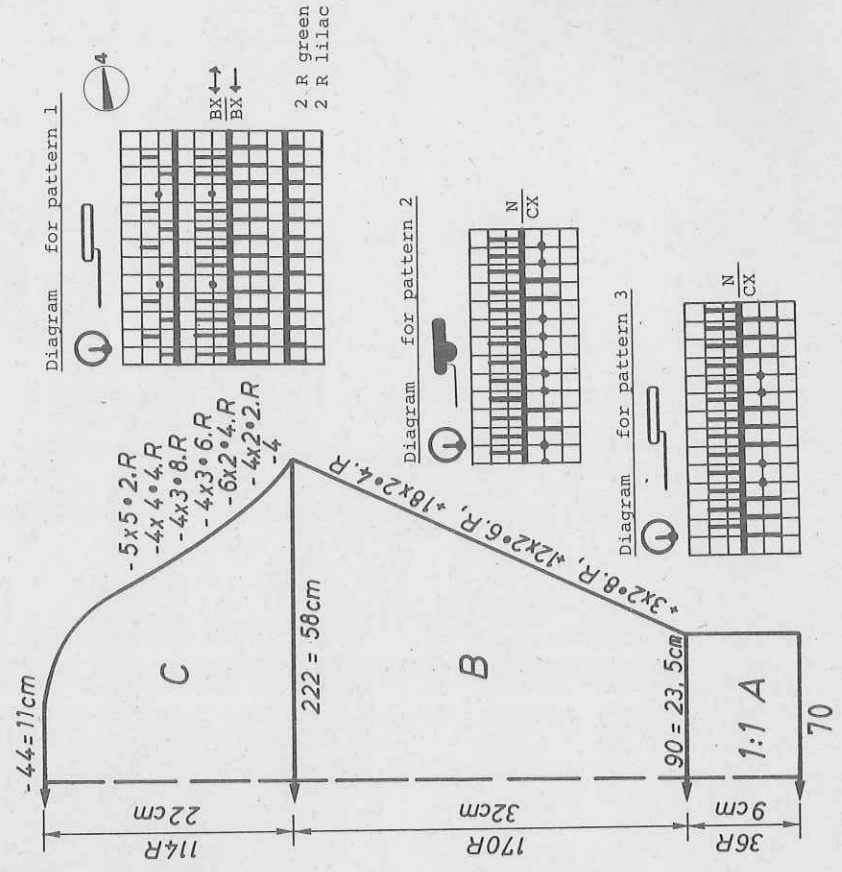 Diagram for pattern 1
4
BX
BX
2 R green
2 R lilac
Diagram for pattern 2
N
CX
Diagram for pattern 3
N
CX
-44=11cm
-5x5•2.R
-4x4•4.R
-4x3•8.R
-4x3•6.R
-6x2•4.R
-4x2•2.R
-4
C
222=58cm
+3x2•8.R, +12x2•6.R, +18x2•4.R
B
90=23,5cm
1:1 A
70
114R
22cm
170R
32cm
36R
9cm